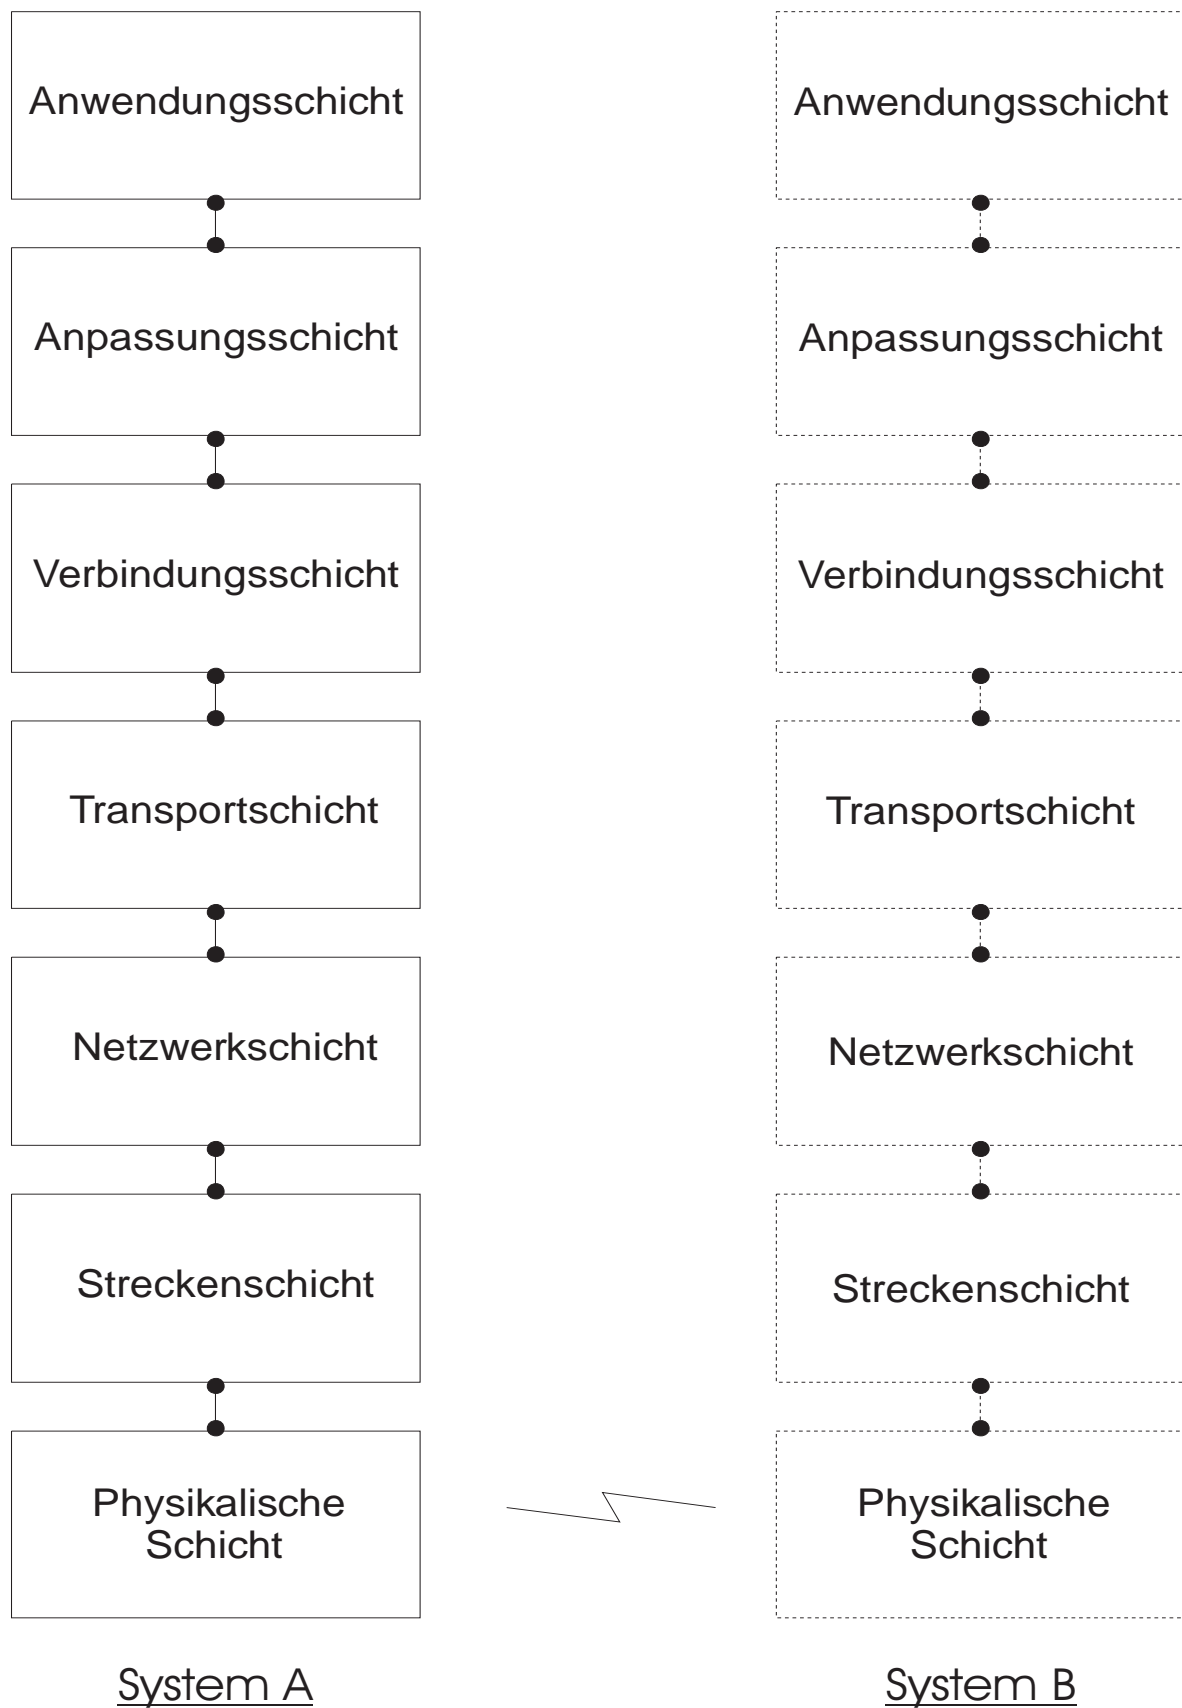 Anwendungsschicht
Anwendungsschicht
Anpassungsschicht
Anpassungsschicht
Verbindungsschicht
Verbindungsschicht
Transportschicht
Transportschicht
Netzwerkschicht
Netzwerkschicht
Streckenschicht
Streckenschicht
Physikalische
Schicht
Physikalische
Schicht
System A
System B